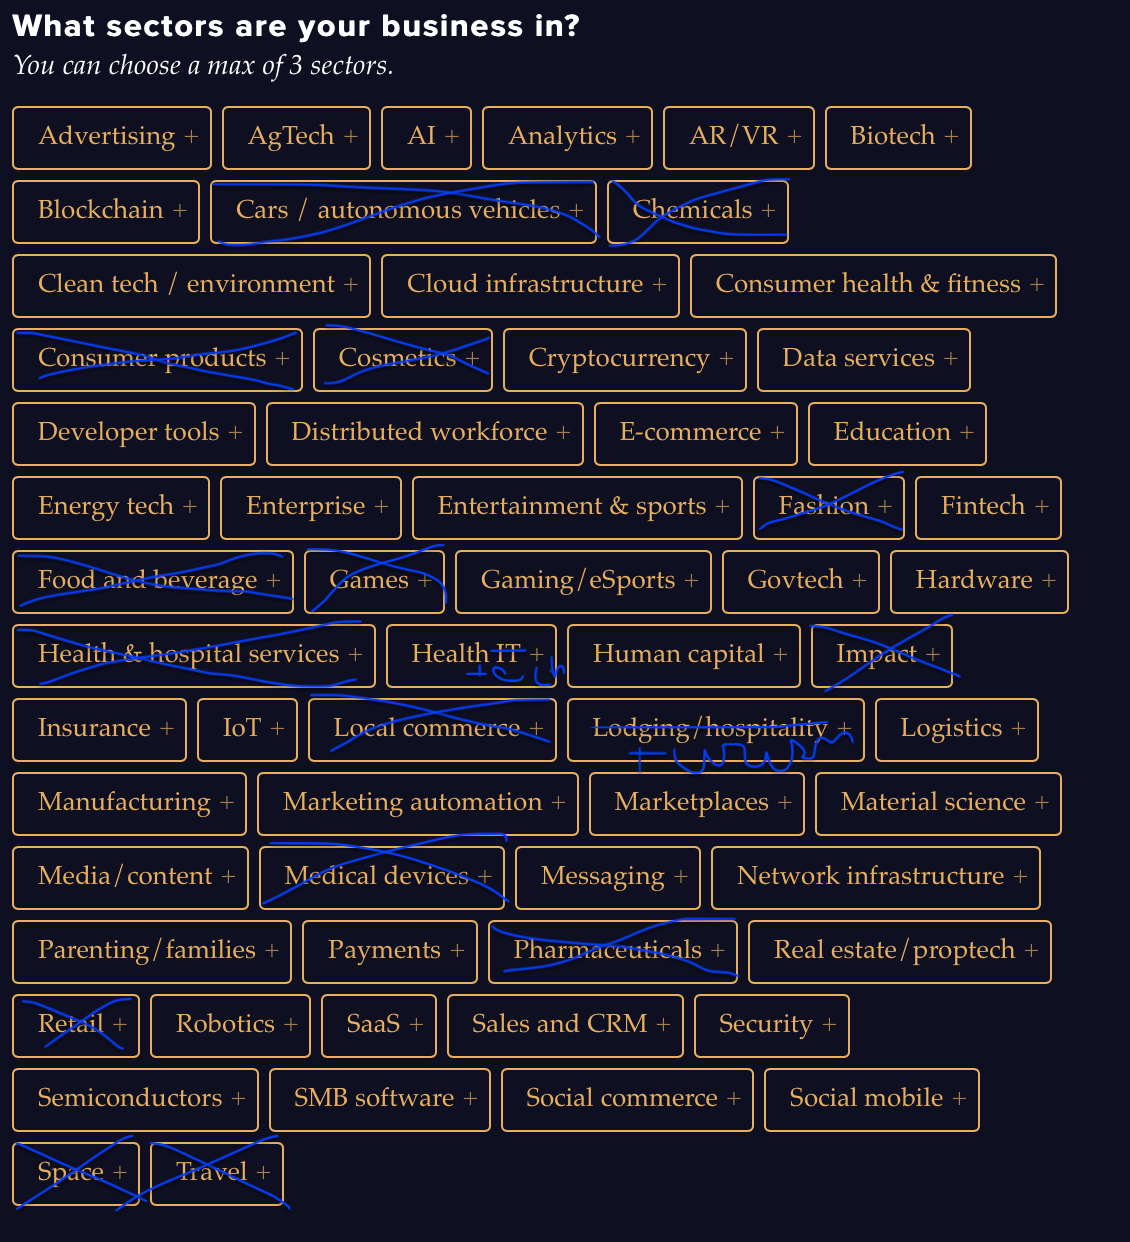 What sectors are your business in?
You can choose a max of 3 sectors.
Advertising + AgTech + AI + Analytics + AR/VR + Biotech +
Blockchain + Cars / autonomous vehicles + Chemicals +
Clean tech / environment + Cloud infrastructure + Consumer health & fitness +
Consumer products + Cosmetics + Cryptocurrency + Data services +
Developer tools + Distributed workforce + E-commerce + Education +
Energy tech + Enterprise + Entertainment & sports + Fashion + Fintech +
Food and beverage + Games + Gaming/eSports + Govtech + Hardware +
Health & hospital services + Health IT + Human capital + Impact +
tech
Insurance + IoT + Local commerce + Lodging/hospitality + Logistics +
Manufacturing + Marketing automation + Marketplaces + Material science +
Media/content + Medical devices + Messaging + Network infrastructure +
Parenting/families + Payments + Pharmaceuticals + Real estate/proptech +
Retail + Robotics + SaaS + Sales and CRM + Security +
Semiconductors + SMB software + Social commerce + Social mobile +
Space + Travel +